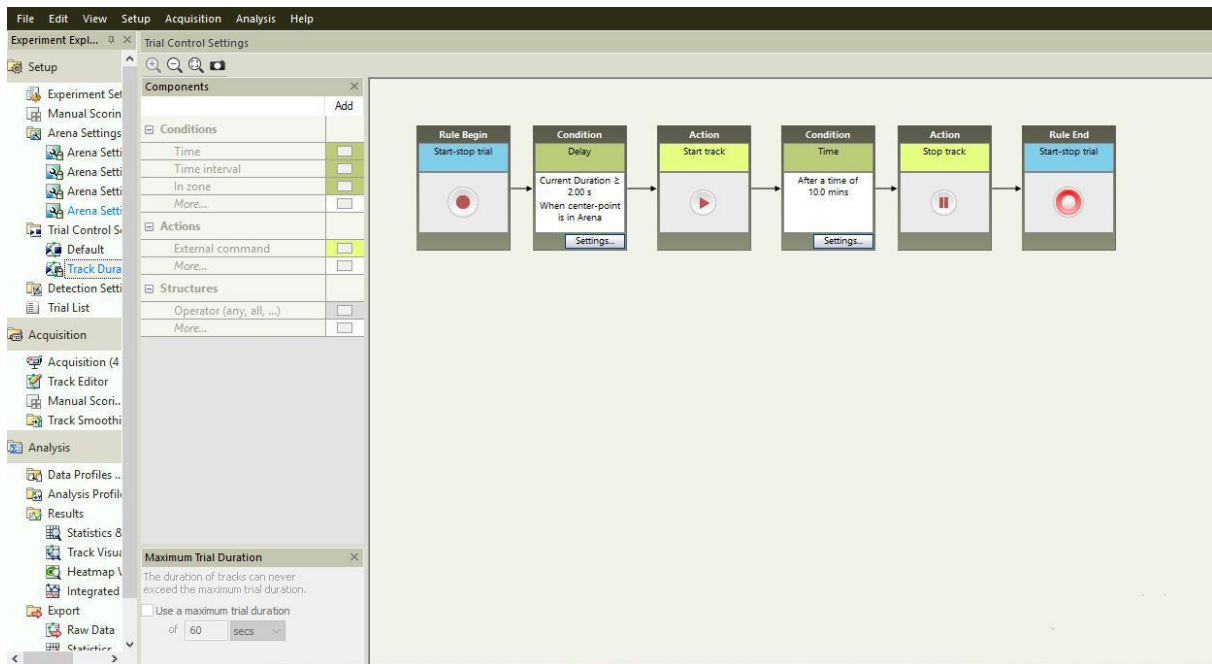 File Edit View Setup Acquisition Analysis Help
Experiment Expl...
Setup
Experiment Set
Manual Scorin
Arena Settings
Arena Setti
Arena Setti
Arena Setti
Arena Setti
Trial Control Se
Default
Track Dura
Detection Setti
Trial List
Acquisition
Acquisition (4
Track Editor
Manual Scori..
Track Smoothi
Analysis
Data Profiles ..
Analysis Profile
Results
Statistics &
Track Visua
Heatmap V
Integrated
Export
Raw Data
Statistics
Trial Control Settings
Components
Add
Conditions
Time
Time interval
In zone
More...
Actions
External command
More...
Structures
Operator (any, all, ...)
More...
Maximum Trial Duration
The duration of tracks can never
exceed the maximum trial duration.
Use a maximum trial duration
of 60 secs
Rule Begin
Start-stop trial
Condition
Delay
Current Duration ≥
2.00 s
When center-point
is in Arena
Settings...
Action
Start track
Condition
Time
After a time of
10.0 mins
Settings...
Action
Stop track
Rule End
Start-stop trial